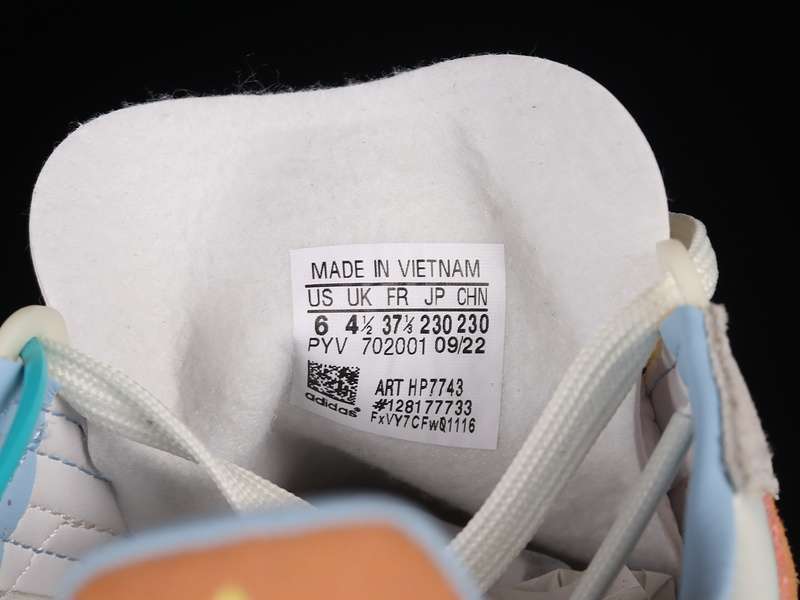 MADE IN VIETNAM
US UK FR JP CHN
6 4½ 37⅓ 230 230
PYV 702001 09/22
ART HP7743
#128177733
adidas®
FxVY7CFwQ1116